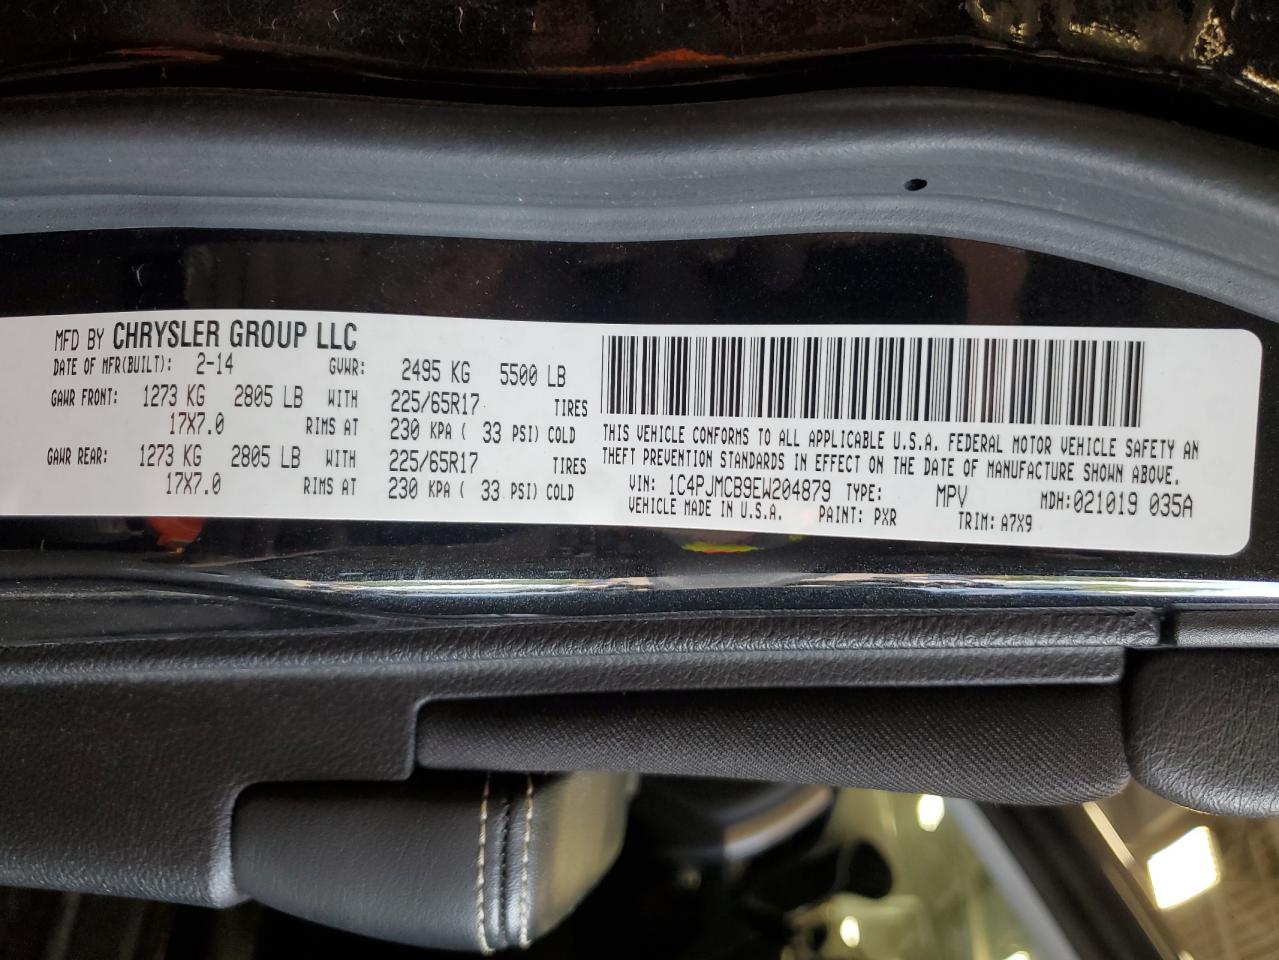 MFD BY CHRYSLER GROUP LLC
DATE OF MFR(BUILT): 2-14 GVWR: 2495 KG 5500 LB
GAWR FRONT: 1273 KG 2805 LB WITH 225/65R17 TIRES
17X7.0 RIMS AT 230 KPA ( 33 PSI) COLD
GAWR REAR: 1273 KG 2805 LB WITH 225/65R17 TIRES
17X7.0 RIMS AT 230 KPA ( 33 PSI) COLD
THIS VEHICLE CONFORMS TO ALL APPLICABLE U.S.A. FEDERAL MOTOR VEHICLE SAFETY AN
THEFT PREVENTION STANDARDS IN EFFECT ON THE DATE OF MANUFACTURE SHOWN ABOVE.
VIN: 1C4PJMCB9EW204879 TYPE: MPV MDH:021019 035A
VEHICLE MADE IN U.S.A. PAINT: PXR TRIM: A7X9